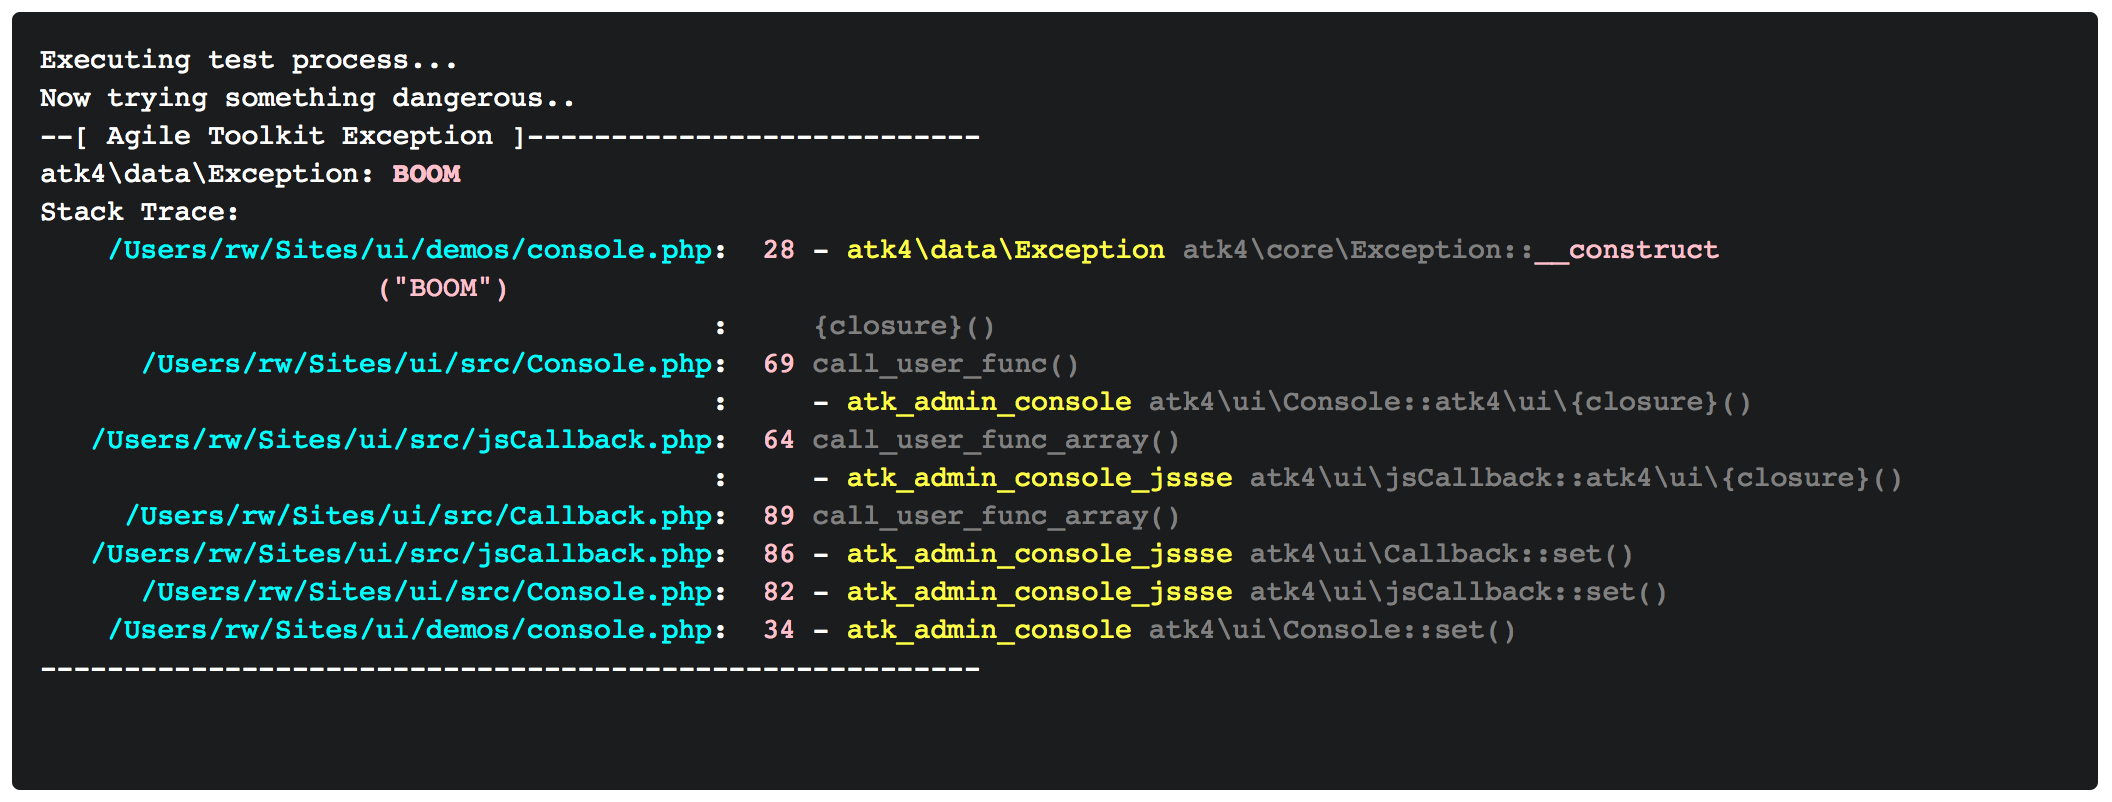 Executing test process...
Now trying something dangerous..
--[ Agile Toolkit Exception ]---------------------------
atk4\data\Exception: BOOM
Stack Trace:
    /Users/rw/Sites/ui/demos/console.php:  28 - atk4\data\Exception atk4\core\Exception::__construct
                    ("BOOM")
                                        :     {closure}()
      /Users/rw/Sites/ui/src/Console.php:  69 call_user_func()
                                        :     - atk_admin_console atk4\ui\Console::atk4\ui\{closure}()
   /Users/rw/Sites/ui/src/jsCallback.php:  64 call_user_func_array()
                                        :     - atk_admin_console_jssse atk4\ui\jsCallback::atk4\ui\{closure}()
     /Users/rw/Sites/ui/src/Callback.php:  89 call_user_func_array()
   /Users/rw/Sites/ui/src/jsCallback.php:  86 - atk_admin_console_jssse atk4\ui\Callback::set()
      /Users/rw/Sites/ui/src/Console.php:  82 - atk_admin_console_jssse atk4\ui\jsCallback::set()
    /Users/rw/Sites/ui/demos/console.php:  34 - atk_admin_console atk4\ui\Console::set()
--------------------------------------------------------